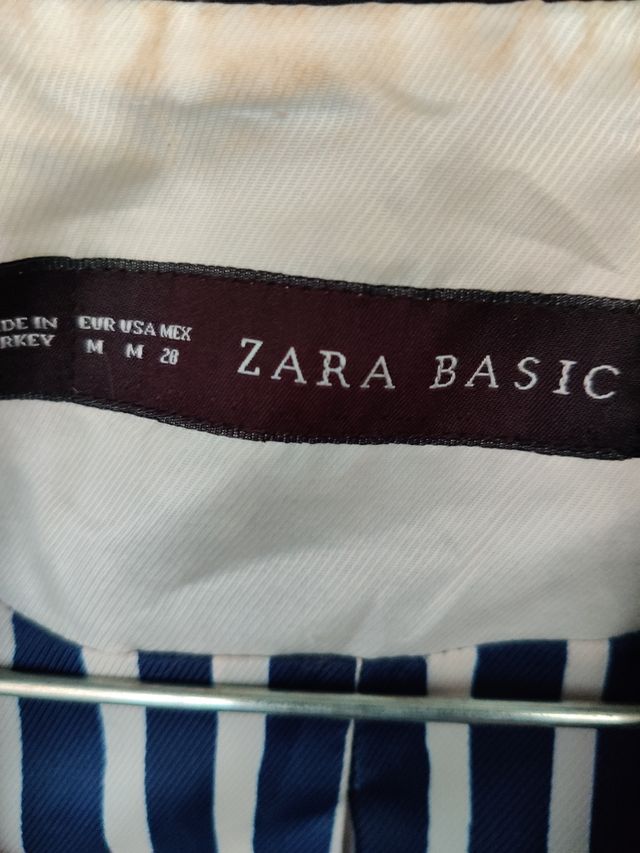 DE IN
RKEY
EUR USA MEX
M M 28
ZARA BASIC